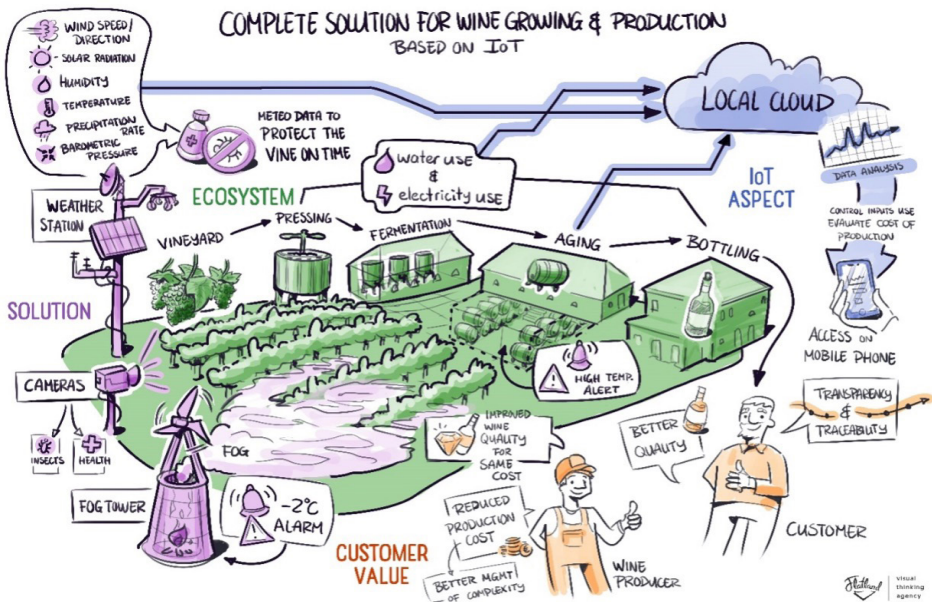 COMPLETE SOLUTION FOR WINE GROWING & PRODUCTION
BASED ON IoT
WIND SPEED/
DIRECTION
- SOLAR RADIATION
HUMIDITY
TEMPERATURE
PRECIPITATION
RATE
BAROMETRIC
PRESSURE
METEO DATA TO
PROTECT THE
VINE ON TIME
WATER USE
&
ELECTRICITY USE
LOCAL CLOUD
DATA ANALYSIS
IoT
ASPECT
CONTROL INPUTS USE
EVALUATE COST OF
PRODUCTION
ACCESS ON
MOBILE PHONE
ECOSYSTEM
WEATHER
STATION
VINEYARD
PRESSING
FERMENTATION
AGING
BOTTLING
SOLUTION
CAMERAS
INSECTS
HEALTH
FOG TOWER
-2°C
ALARM
FOG
HIGH TEMP.
ALERT
IMPROVED
WINE
QUALITY
FOR
SAME
COST
REDUCED
PRODUCTION
COST
BETTER MGMT
OF COMPLEXITY
CUSTOMER
VALUE
WINE
PRODUCER
BETTER
QUALITY
TRANSPARENCY
&
TRACEABILITY
CUSTOMER
Flatland
visual
thinking
agency